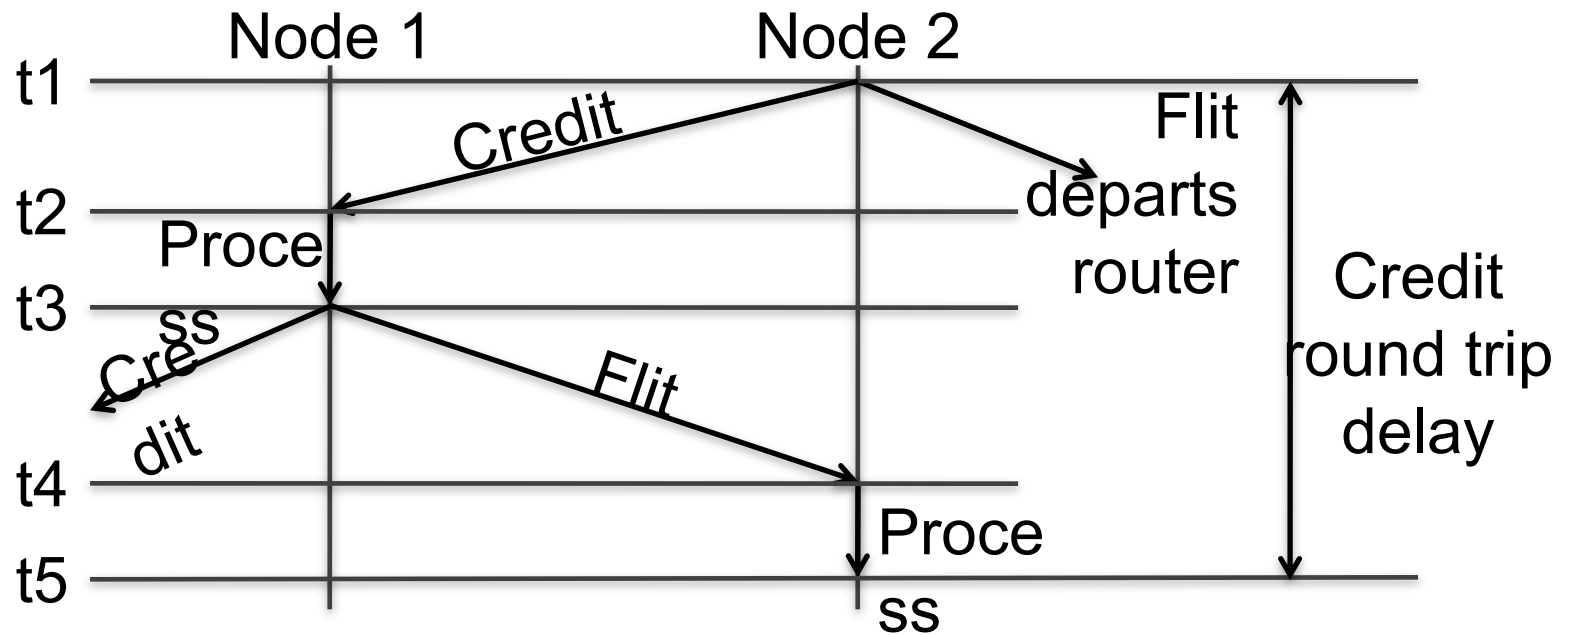 Node 1
Node 2
t1
Credit
Flit
departs
router
t2
Proce
ss
t3
Cre
dit
Flit
Credit
round trip
delay
t4
Proce
ss
t5